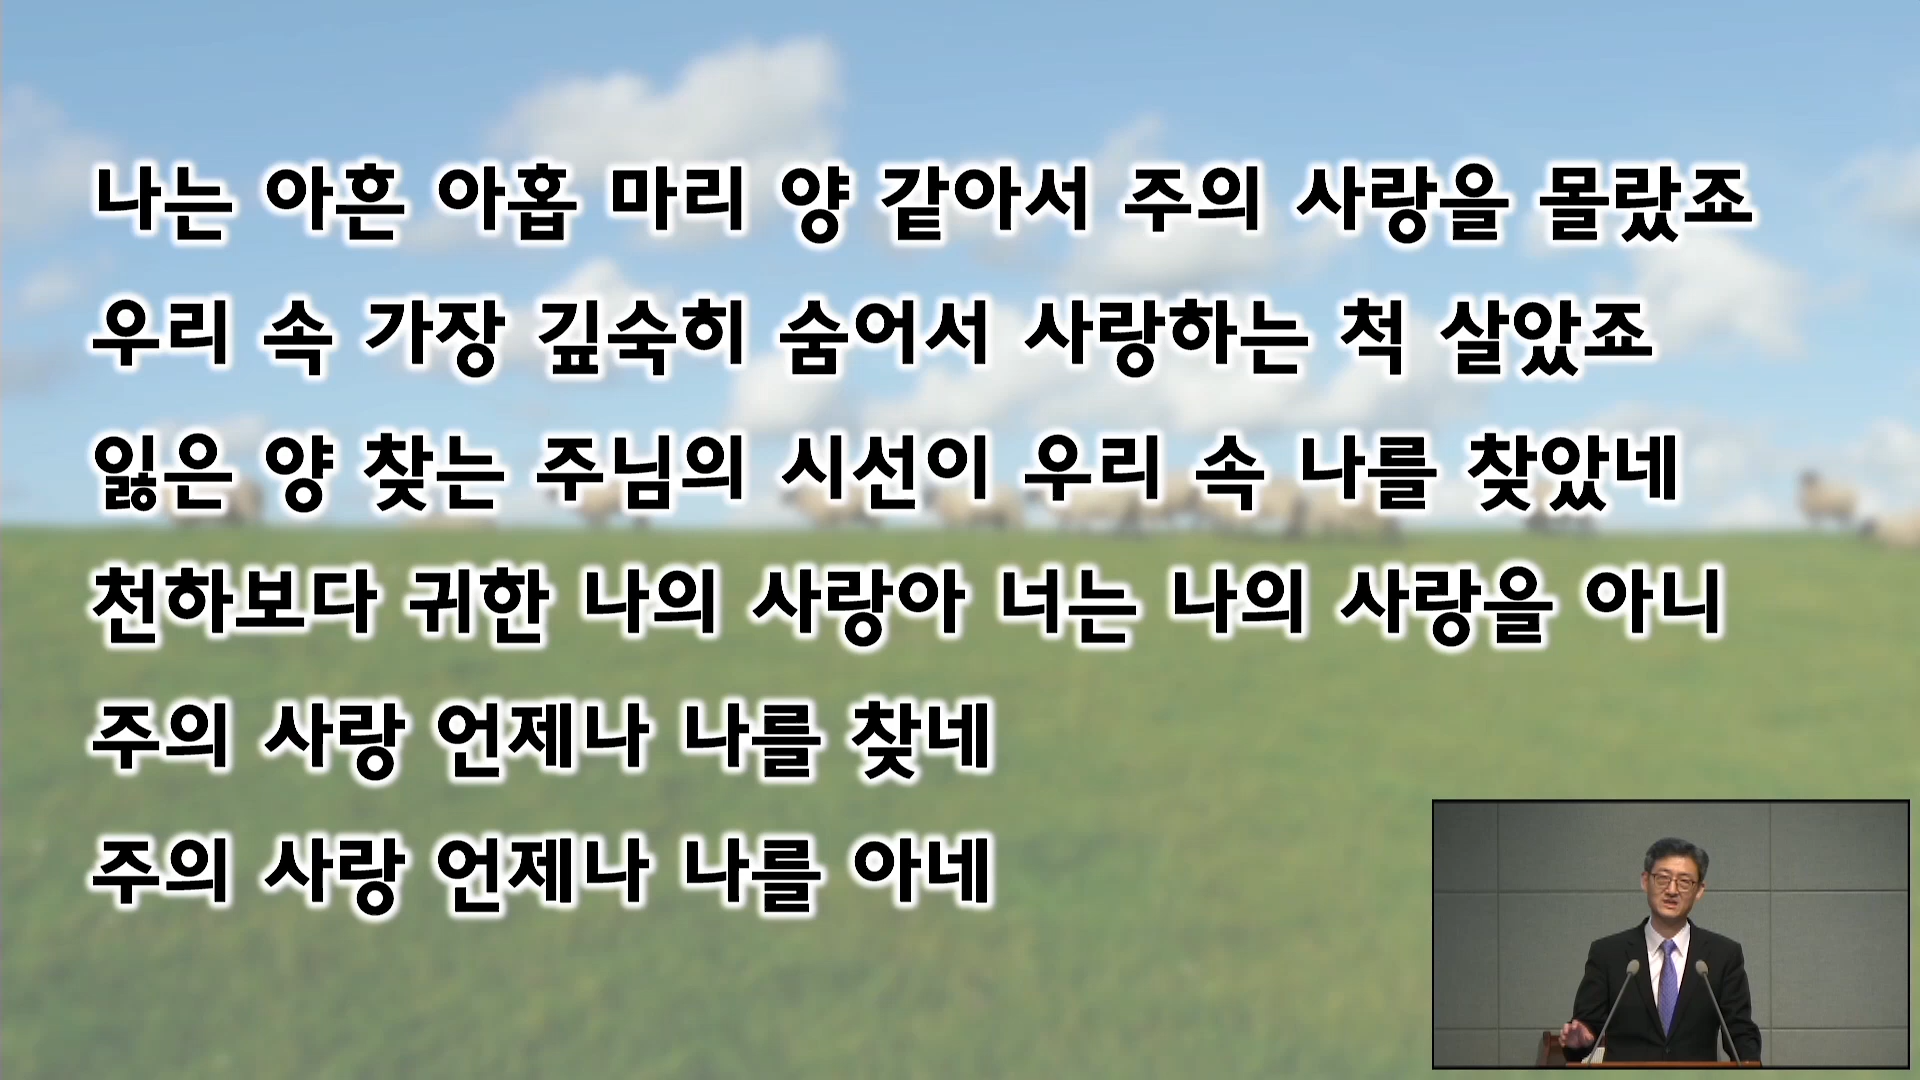 나는 아흔 아홉 마리 양 같아서 주의 사랑을 몰랐죠
우리 속 가장 깊숙히 숨어서 사랑하는 척 살았죠
잃은 양 찾는 주님의 시선이 우리 속 나를 찾았네
천하보다 귀한 나의 사랑아 너는 나의 사랑을 아니
주의 사랑 언제나 나를 찾네
주의 사랑 언제나 나를 아네